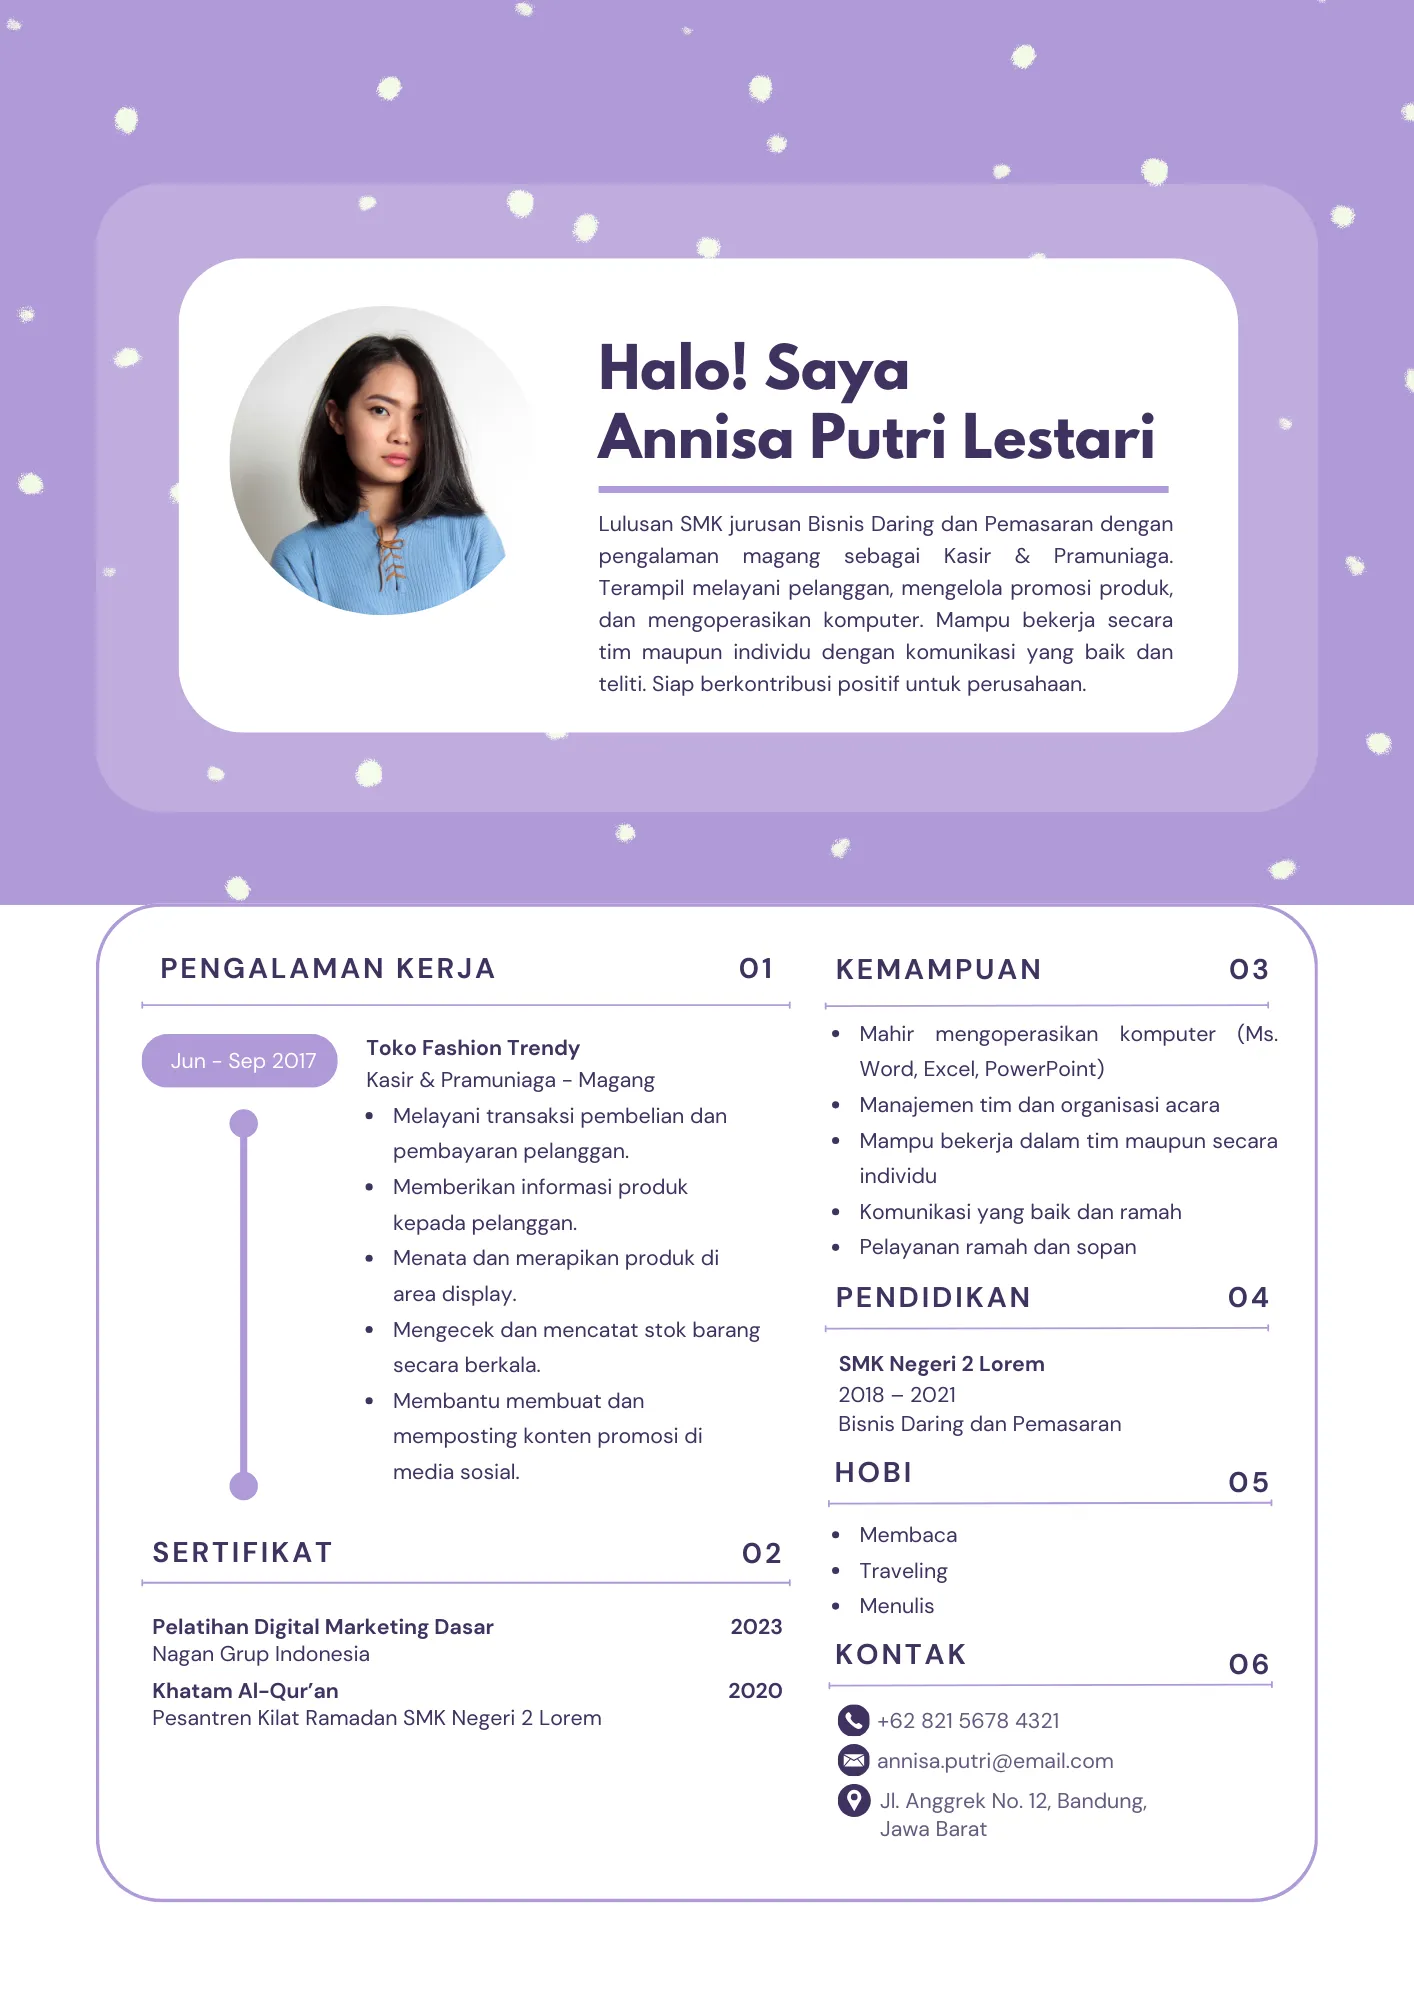 Halo! Saya
Annisa Putri Lestari
Lulusan SMK jurusan Bisnis Daring dan Pemasaran dengan
pengalaman magang sebagai Kasir & Pramuniaga.
Terampil melayani pelanggan, mengelola promosi produk,
dan mengoperasikan komputer. Mampu bekerja secara
tim maupun individu dengan komunikasi yang baik dan
teliti. Siap berkontribusi positif untuk perusahaan.
PENGALAMAN KERJA 01
Jun - Sep 2017
Toko Fashion Trendy
Kasir & Pramuniaga - Magang
• Melayani transaksi pembelian dan
pembayaran pelanggan.
• Memberikan informasi produk
kepada pelanggan.
• Menata dan merapikan produk di
area display.
• Mengecek dan mencatat stok barang
secara berkala.
• Membantu membuat dan
memposting konten promosi di
media sosial.
SERTIFIKAT 02
Pelatihan Digital Marketing Dasar 2023
Nagan Grup Indonesia
Khatam Al-Qur’an 2020
Pesantren Kilat Ramadan SMK Negeri 2 Lorem
KEMAMPUAN 03
• Mahir mengoperasikan komputer (Ms.
Word, Excel, PowerPoint)
• Manajemen tim dan organisasi acara
• Mampu bekerja dalam tim maupun secara
individu
• Komunikasi yang baik dan ramah
• Pelayanan ramah dan sopan
PENDIDIKAN 04
SMK Negeri 2 Lorem
2018 – 2021
Bisnis Daring dan Pemasaran
HOBI 05
• Membaca
• Traveling
• Menulis
KONTAK 06
+62 821 5678 4321
annisa.putri@email.com
Jl. Anggrek No. 12, Bandung,
Jawa Barat